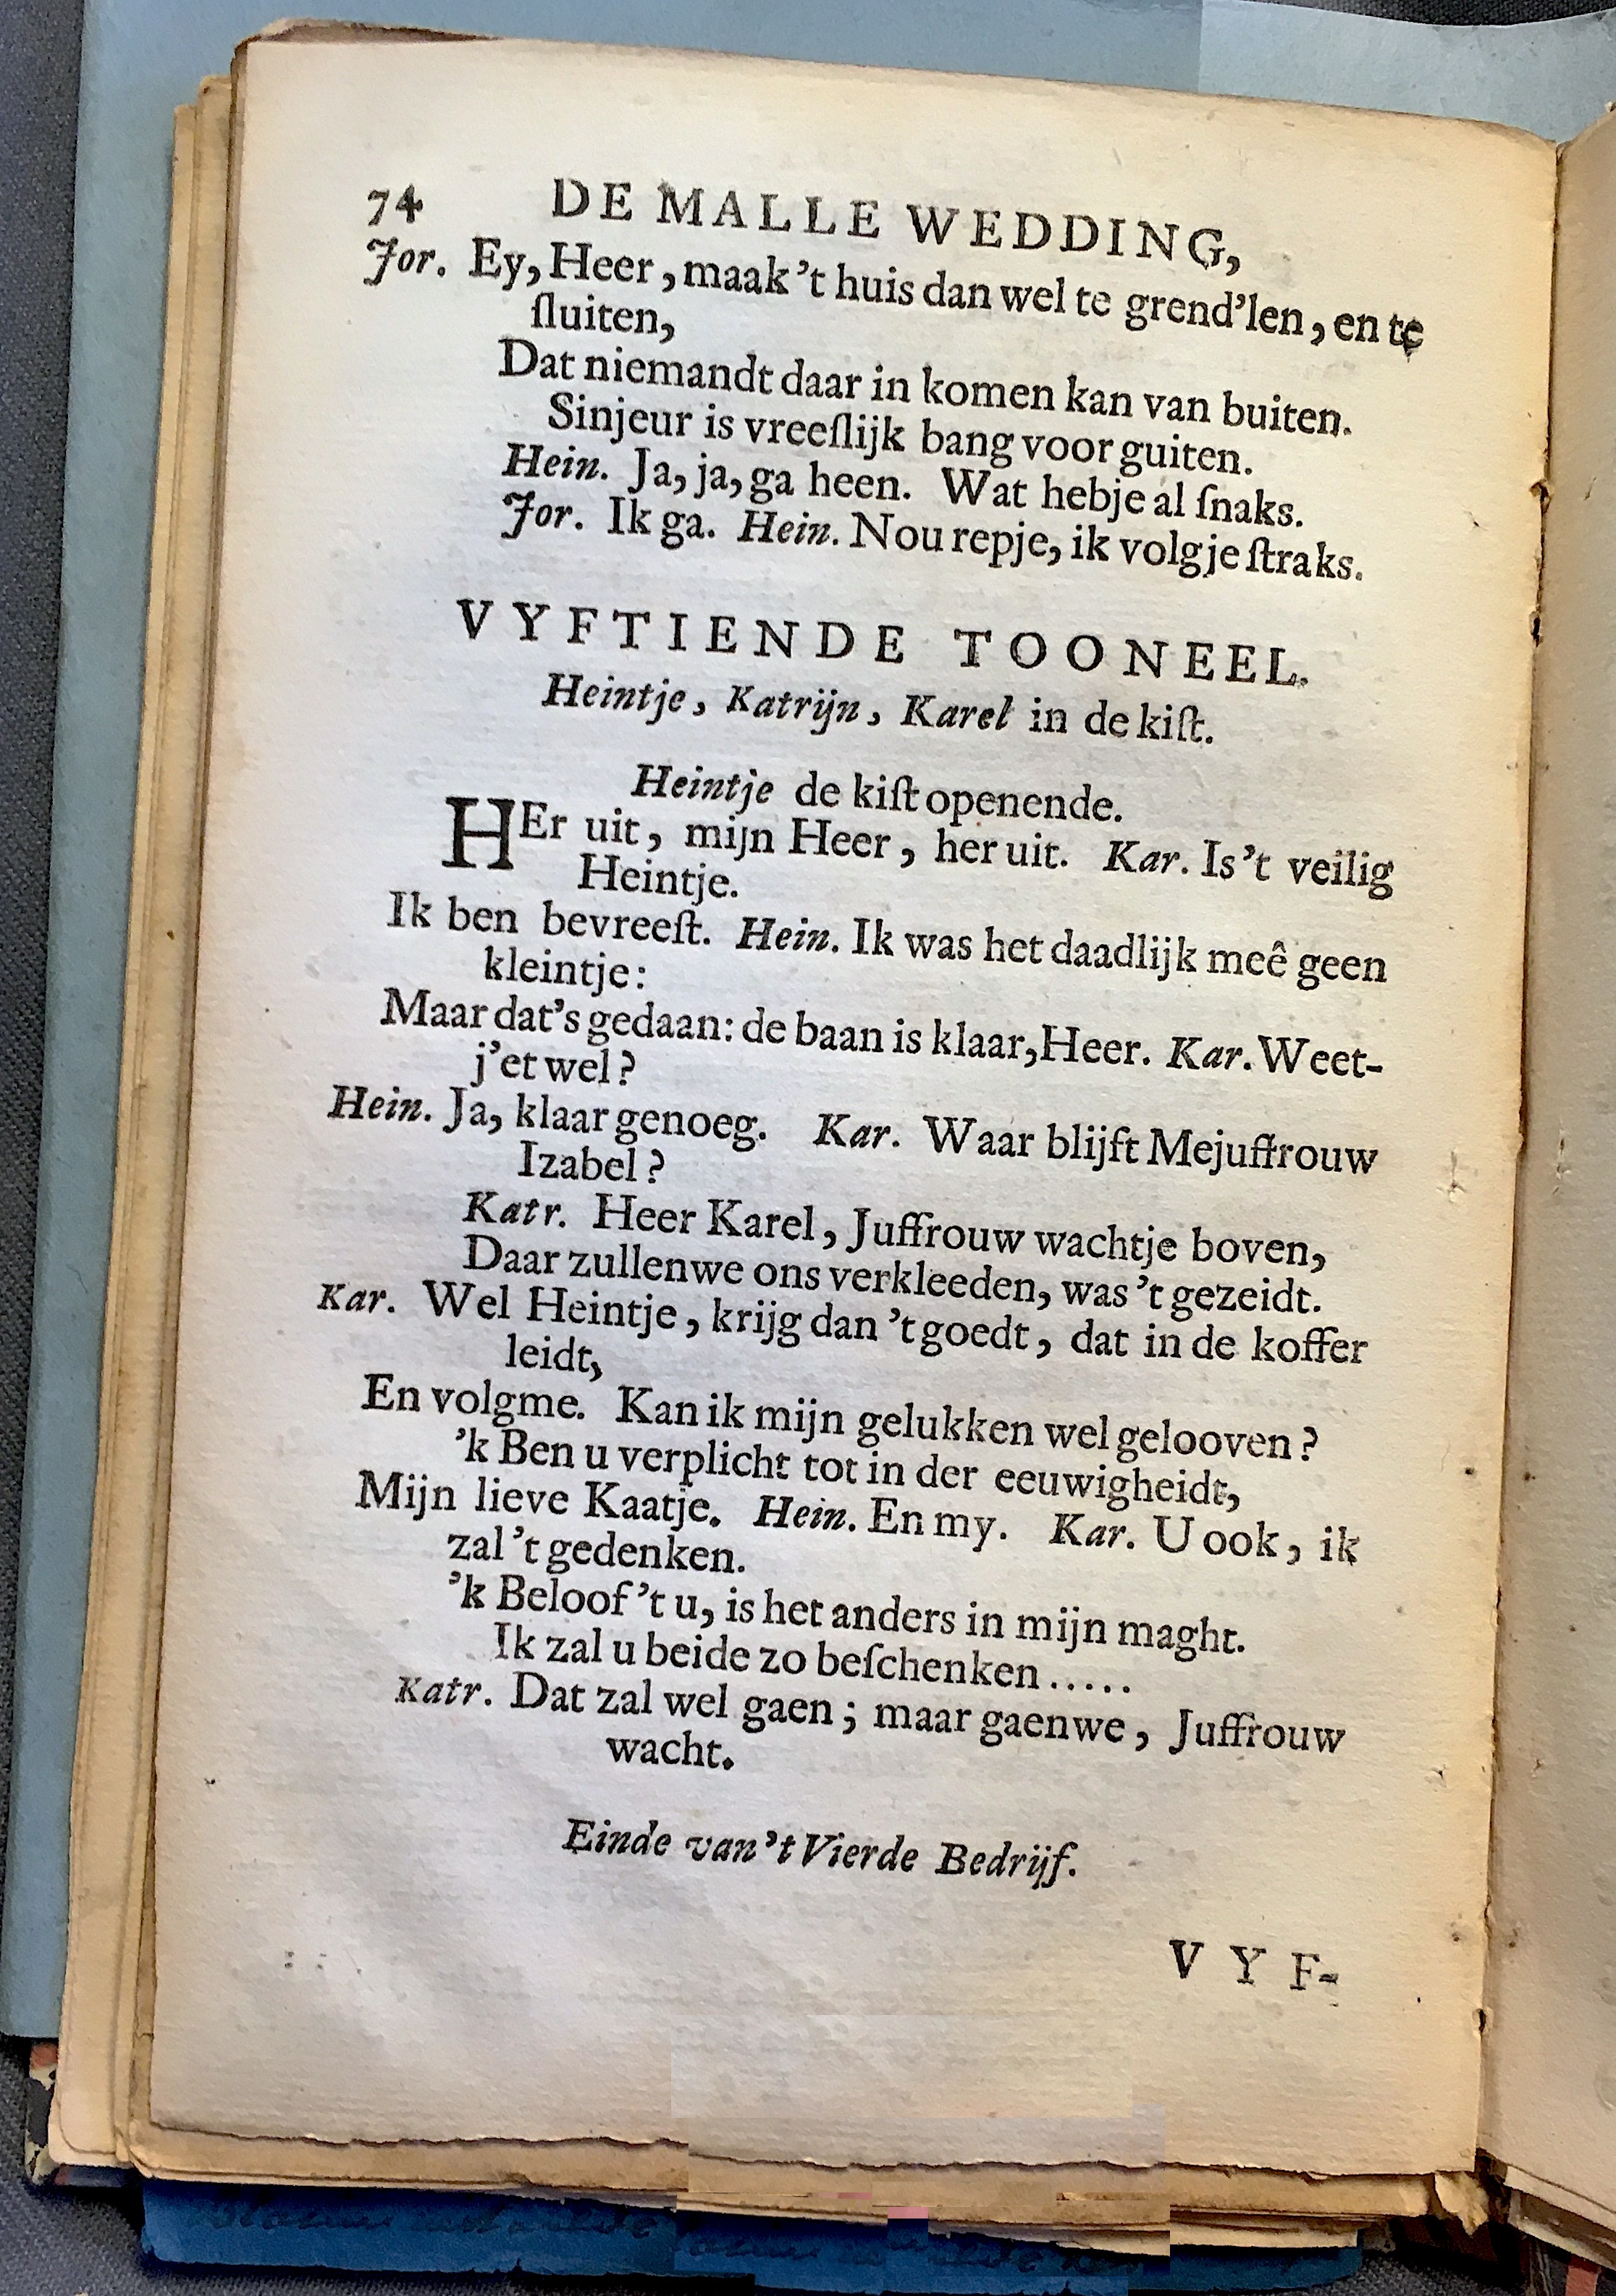 74 DE MALLE WEDDING,
Jor. Ey, Heer, maak 't huis dan wel te grend'len, en te
ſluiten,
Dat niemandt daar in komen kan van buiten.
Sinjeur is vreeſlijk bang voor guiten.
Hein. Ja, ja, ga heen. Wat hebje al ſnaks.
Jor. Ik ga. Hein. Nou repje, ik volgje ſtraks.
VYFTIENDE TOONEEL.
Heintje, Katrijn, Karel in de kiſt.
Heintje de kiſt openende.
HEr uit, mijn Heer, her uit. Kar. Is 't veilig
Heintje.
Ik ben bevreeſt. Hein. Ik was het daadlijk meê geen
kleintje:
Maar dat's gedaan: de baan is klaar, Heer. Kar. Weet-
j'et wel?
Hein. Ja, klaar genoeg. Kar. Waar blijft Mejuffrouw
Izabel?
Katr. Heer Karel, Juffrouw wachtje boven,
Daar zullenwe ons verkleeden, was 't gezeidt.
Kar. Wel Heintje, krijg dan 't goedt, dat in de koffer
leidt,
En volgme. Kan ik mijn gelukken wel gelooven?
'k Ben u verplicht tot in der eeuwigheidt,
Mijn lieve Kaatje. Hein. En my. Kar. U ook, ik
zal 't gedenken.
'k Beloof 't u, is het anders in mijn maght.
Ik zal u beide zo beſchenken.....
Katr. Dat zal wel gaen; maar gaenwe, Juffrouw
wacht.
Einde van 't Vierde Bedrijf.
VYF-